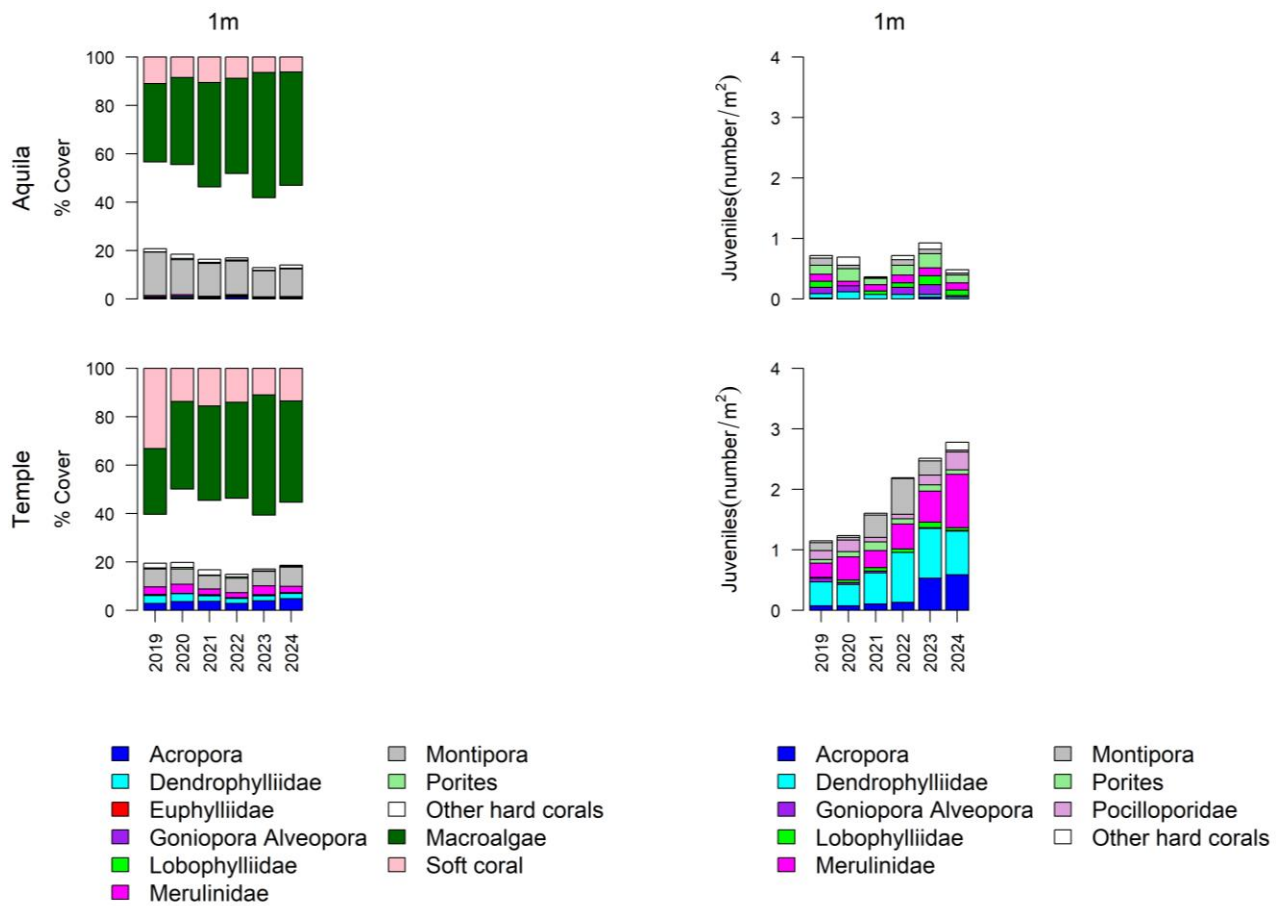 1m
1m
Aquila
% Cover
100
80
60
40
20
0
Juveniles(number/m²)
4
3
2
1
0
Temple
% Cover
100
80
60
40
20
0
2019
2020
2021
2022
2023
2024
Juveniles(number/m²)
4
3
2
1
0
2019
2020
2021
2022
2023
2024
Acropora
Dendrophylliidae
Euphylliidae
Goniopora Alveopora
Lobophylliidae
Merulinidae
Montipora
Porites
Other hard corals
Macroalgae
Soft coral
Acropora
Dendrophylliidae
Goniopora Alveopora
Lobophylliidae
Merulinidae
Montipora
Porites
Pocilloporidae
Other hard corals